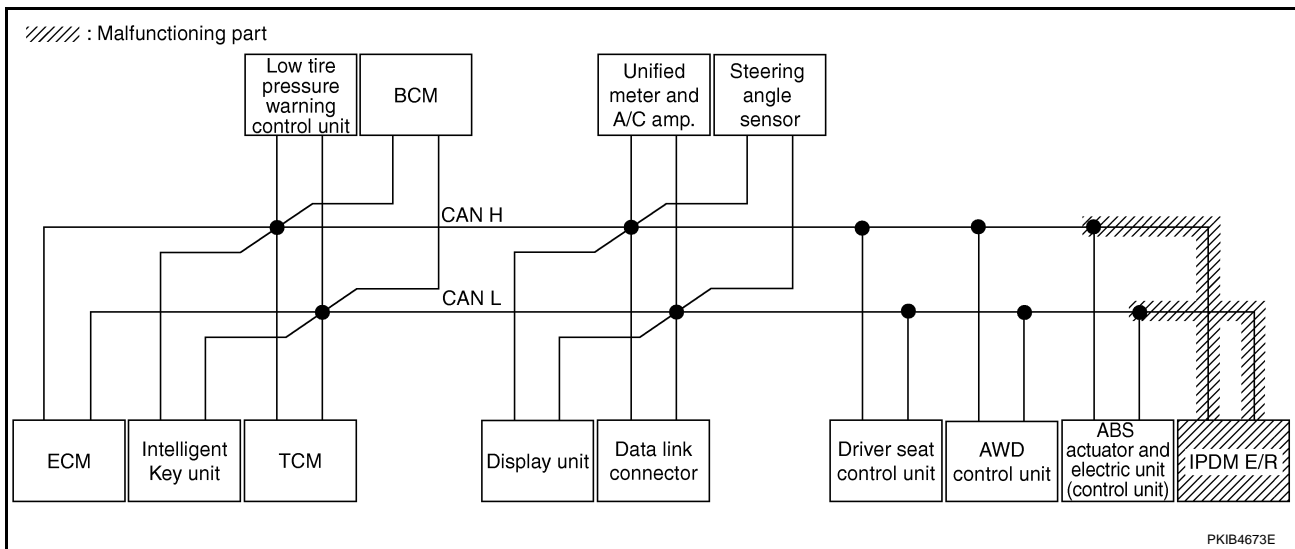 : Malfunctioning part
Low tire
pressure
warning
control unit
BCM
Unified
meter and
A/C amp.
Steering
angle
sensor
CAN H
CAN L
ECM
Intelligent
Key unit
TCM
Display unit
Data link
connector
Driver seat
control unit
AWD
control unit
ABS
actuator and
electric unit
(control unit)
IPDM E/R
PKIB4673E